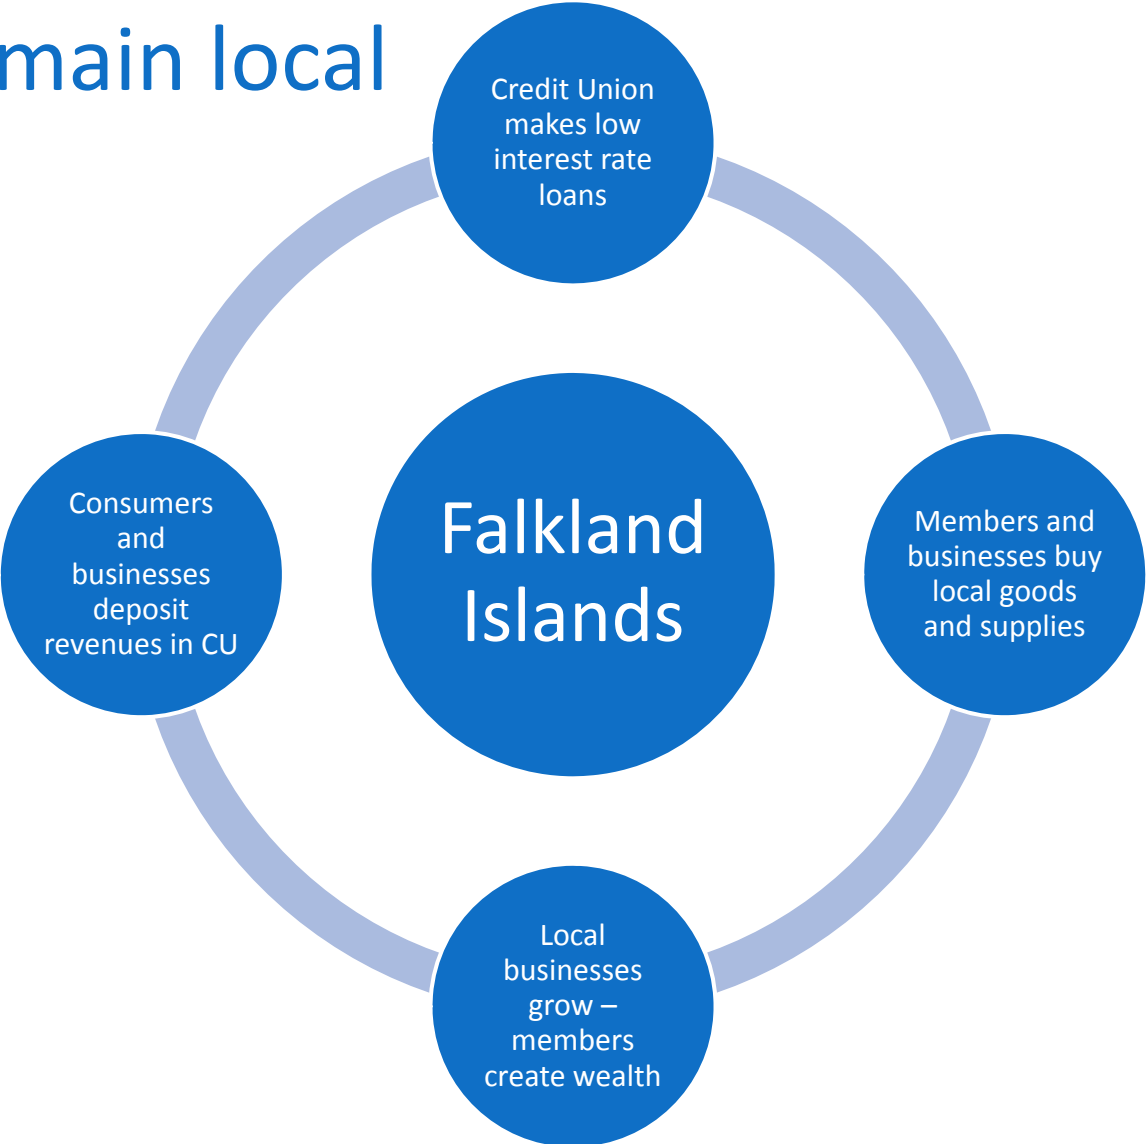 main local
Credit Union
makes low
interest rate
loans
Members and
businesses buy
local goods
and supplies
Local
businesses
grow –
members
create wealth
Consumers
and
businesses
deposit
revenues in CU
Falkland
Islands